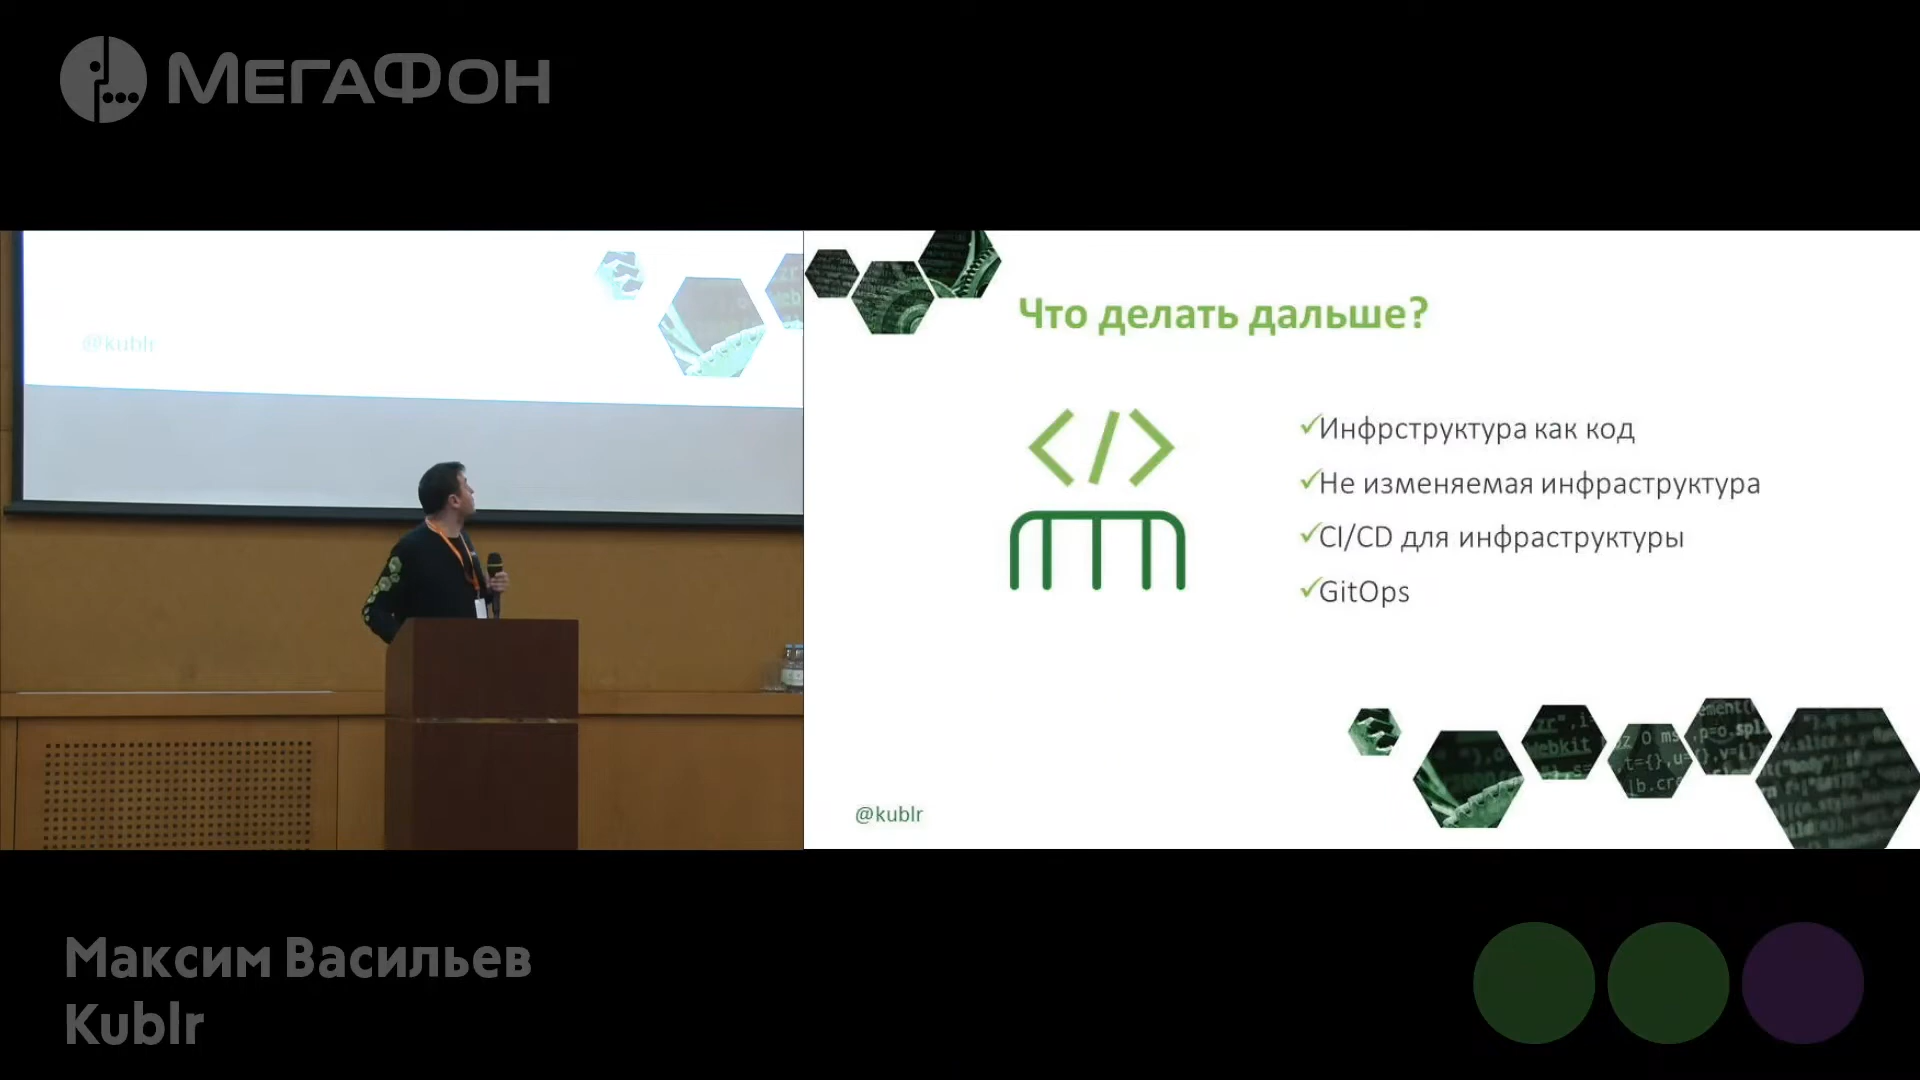 МЕГАФОН
@kublr
Что делать дальше?
Инфрструктура как код
Не изменяемая инфраструктура
CI/CD для инфраструктуры
GitOps
@kublr
Максим Васильев
Kublr